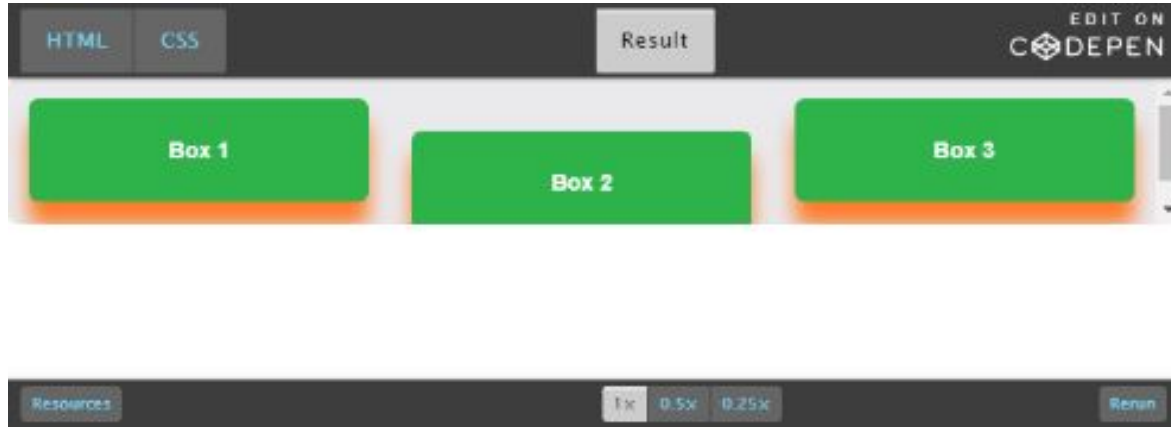 HTML CSS Result EDIT ON
CODEPEN
Box 1 Box 2 Box 3
Resources 1x 0.5x 0.25x Rerun